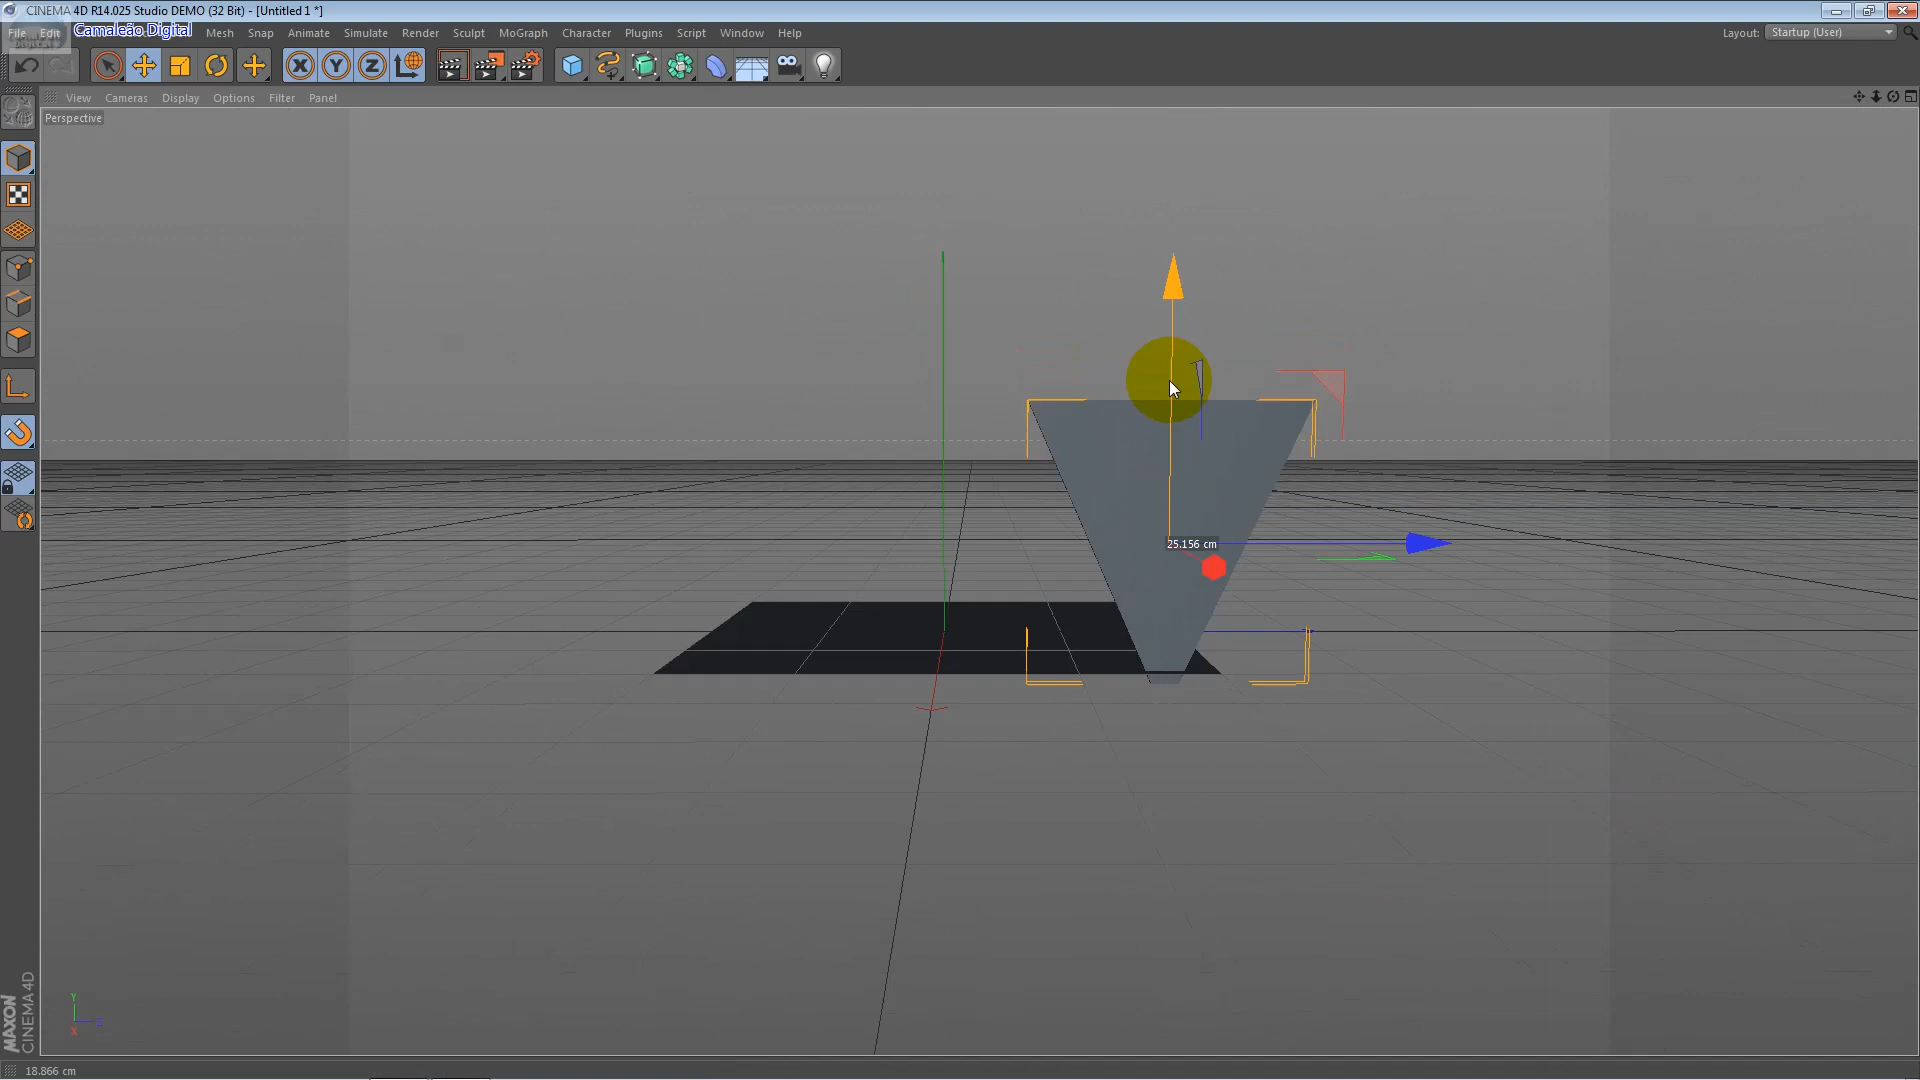 CINEMA 4D R14.025 Studio DEMO (32 Bit) - [Untitled 1 *]
File Edit Camaleão Digital Mesh Snap Animate Simulate Render Sculpt MoGraph Character Plugins Script Window Help Layout: Startup (User)
X Y Z
View Cameras Display Options Filter Panel
Perspective
25.156 cm
Y
X
MAXON
CINEMA 4D
18.866 cm